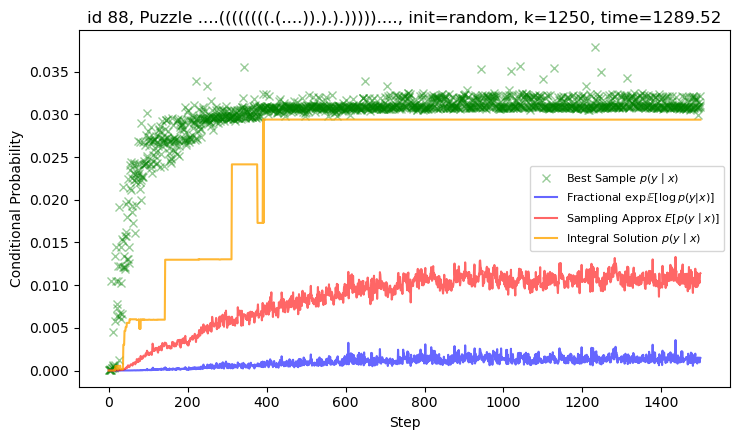 id 88, Puzzle ....((((((((.(....)).).).))))).…, init=random, k=1250, time=1289.52
Conditional Probability
0.035
0.030
0.025
0.020
0.015
0.010
0.005
0.000
Best Sample p(y | x)
Fractional exp 𝔼[log p(y|x)]
Sampling Approx E[p(y | x)]
Integral Solution p(y | x)
0 200 400 600 800 1000 1200 1400
Step